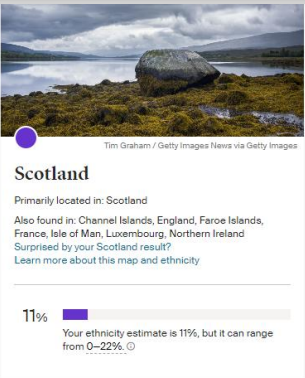 Tim Graham / Getty Images News via Getty Images
Scotland
Primarily located in: Scotland
Also found in: Channel Islands, England, Faroe Islands,
France, Isle of Man, Luxembourg, Northern Ireland
Surprised by your Scotland result?
Learn more about this map and ethnicity
11%
Your ethnicity estimate is 11%, but it can range
from 0–22%.